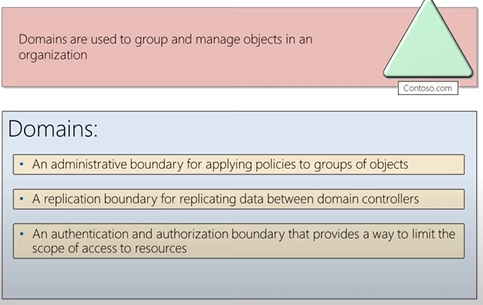 Domains are used to group and manage objects in an
organization
Contoso.com
Domains:
• An administrative boundary for applying policies to groups of objects
• A replication boundary for replicating data between domain controllers
• An authentication and authorization boundary that provides a way to limit the
scope of access to resources